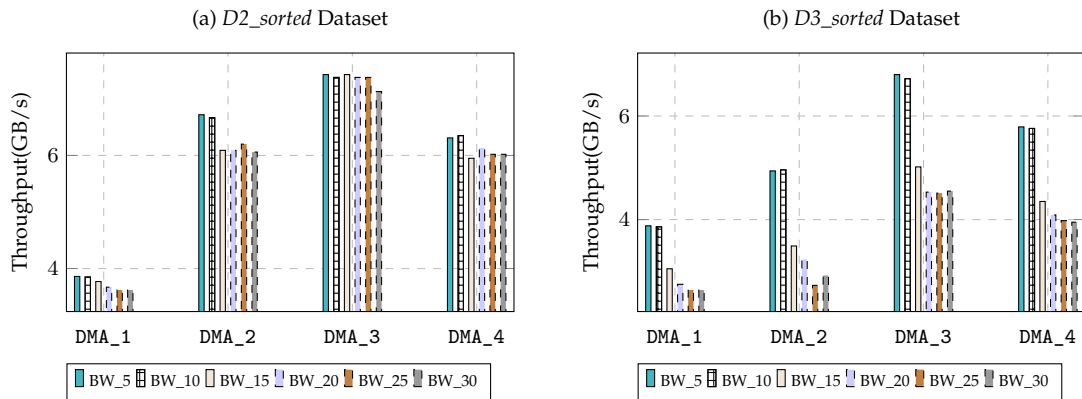 (a) D2_sorted Dataset
Throughput(GB/s)
6
4
DMA_1 DMA_2 DMA_3 DMA_4
BW_5 BW_10 BW_15 BW_20 BW_25 BW_30
(b) D3_sorted Dataset
Throughput(GB/s)
6
4
DMA_1 DMA_2 DMA_3 DMA_4
BW_5 BW_10 BW_15 BW_20 BW_25 BW_30